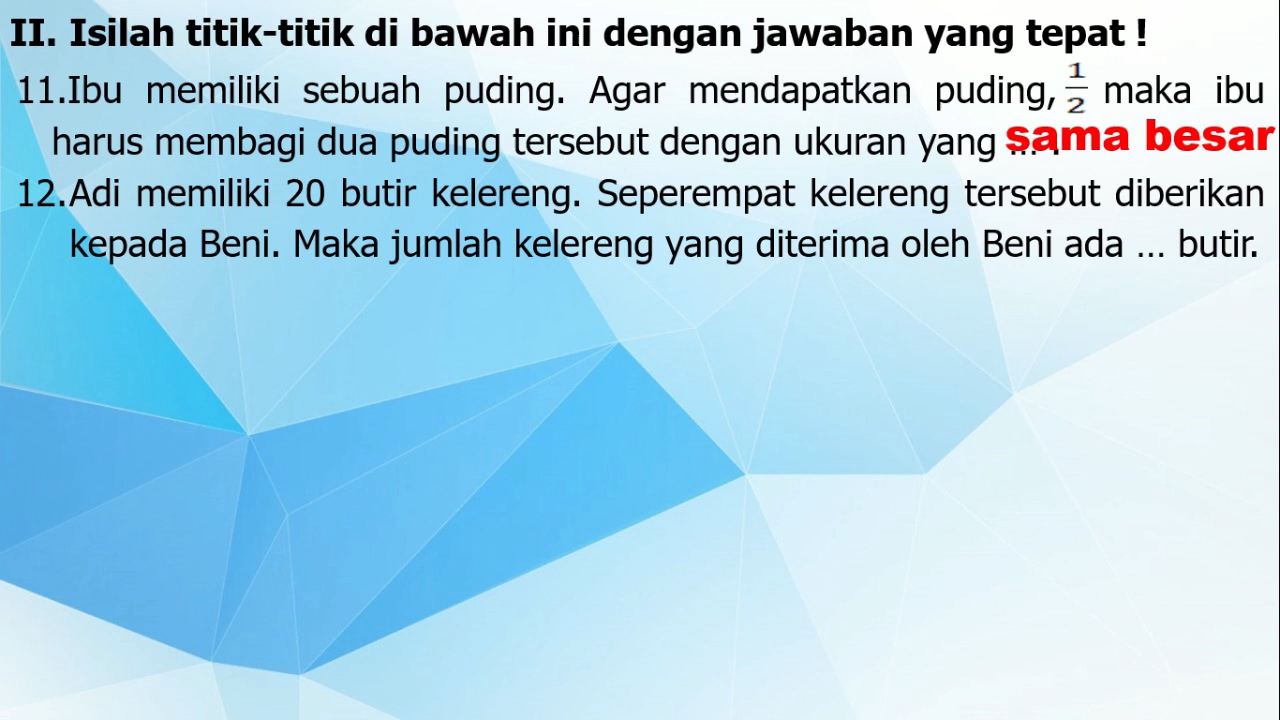 II. Isilah titik-titik di bawah ini dengan jawaban yang tepat !
11.Ibu memiliki sebuah puding. Agar mendapatkan puding, 1/2 maka ibu
harus membagi dua puding tersebut dengan ukuran yang ... . sama besar
12.Adi memiliki 20 butir kelereng. Seperempat kelereng tersebut diberikan
kepada Beni. Maka jumlah kelereng yang diterima oleh Beni ada ... butir.